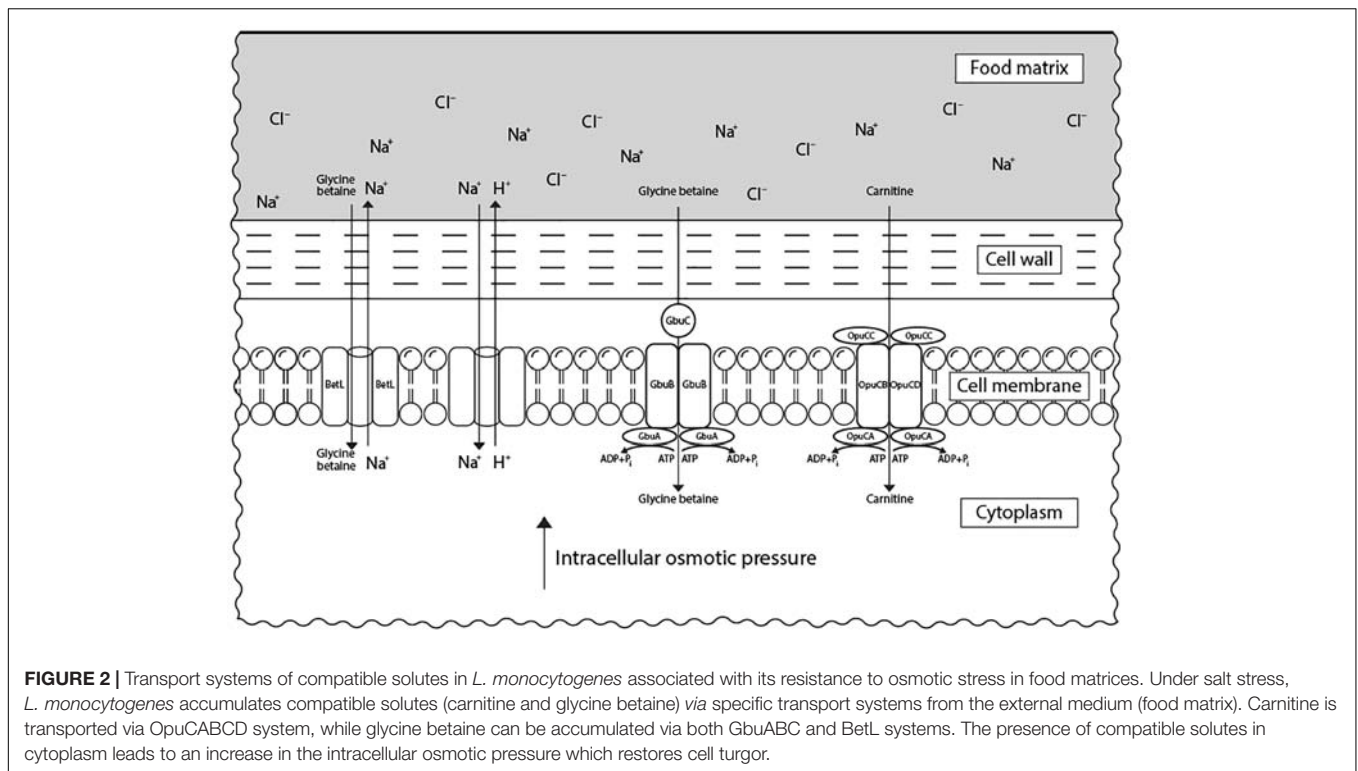 Food matrix
Cl⁻
Cl⁻
Cl⁻
Cl⁻
Cl⁻
Na⁺
Na⁺
Na⁺
Na⁺
Na⁺
Cl⁻
Na⁺
Cl⁻
Na⁺
Glycine betaine Na⁺
Na⁺ H⁺
Glycine betaine
Cl⁻
Carnitine
Cell wall
GbuC
OpuCC OpuCC
BetL BetL
GbuB GbuB
OpuCB OpuCD
Cell membrane
GbuA GbuA
OpuCA OpuCA
ADP+Pᵢ ATP ATP ADP+Pᵢ
ADP+Pᵢ ATP ATP ADP+Pᵢ
Glycine betaine Na⁺
Na⁺ H⁺
Glycine betaine
Carnitine
Cytoplasm
Intracellular osmotic pressure
FIGURE 2 | Transport systems of compatible solutes in L. monocytogenes associated with its resistance to osmotic stress in food matrices. Under salt stress,
L. monocytogenes accumulates compatible solutes (carnitine and glycine betaine) via specific transport systems from the external medium (food matrix). Carnitine is
transported via OpuCABCD system, while glycine betaine can be accumulated via both GbuABC and BetL systems. The presence of compatible solutes in
cytoplasm leads to an increase in the intracellular osmotic pressure which restores cell turgor.